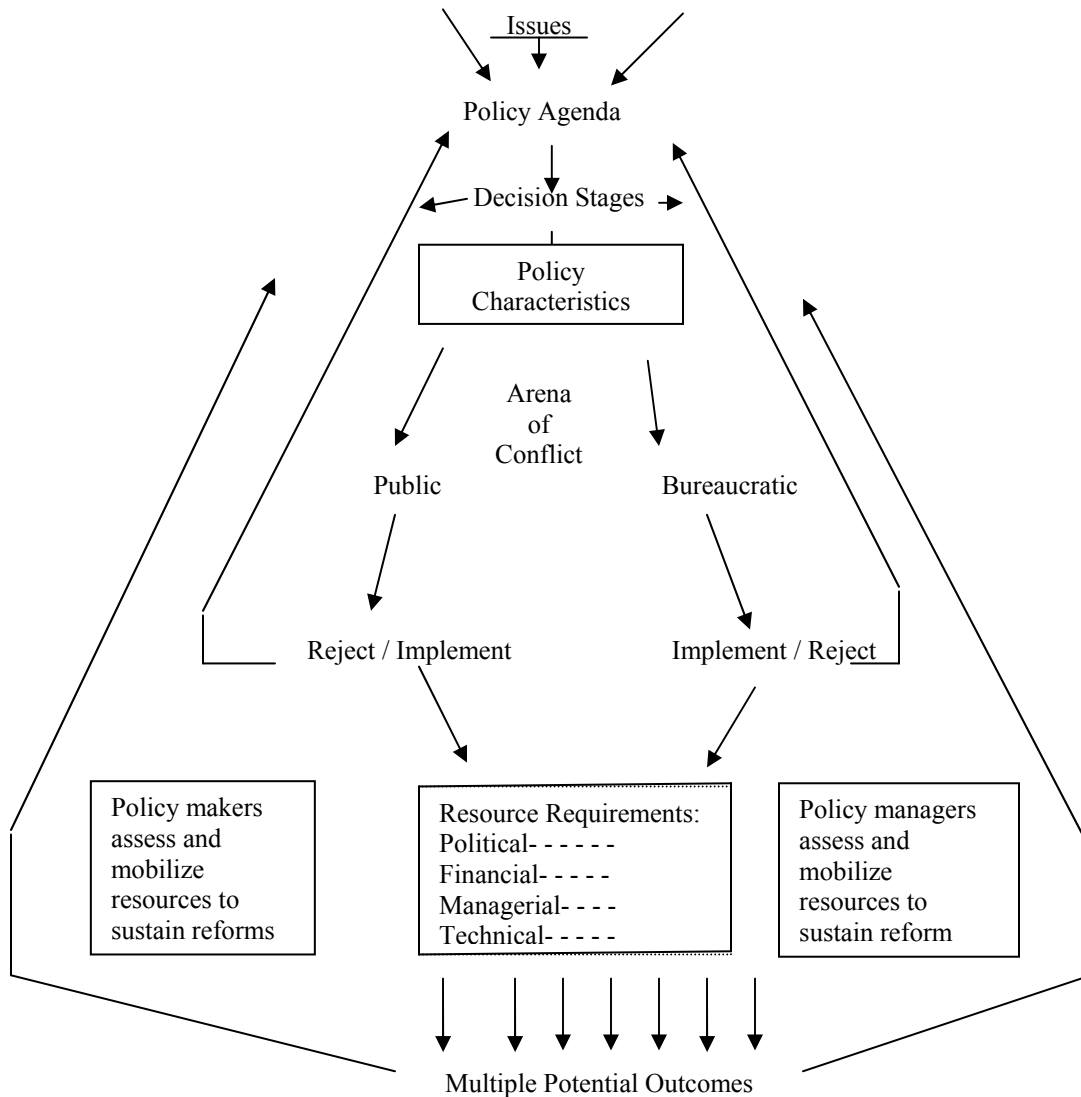 Issues
Policy Agenda
Decision Stages
Policy
Characteristics
Arena
of
Conflict
Public
Bureaucratic
Reject / Implement
Implement / Reject
Policy makers
assess and
mobilize
resources to
sustain reforms
Resource Requirements:
Political- - - - - -
Financial- - - - -
Managerial- - - -
Technical- - - - -
Policy managers
assess and
mobilize
resources to
sustain reform
Multiple Potential Outcomes